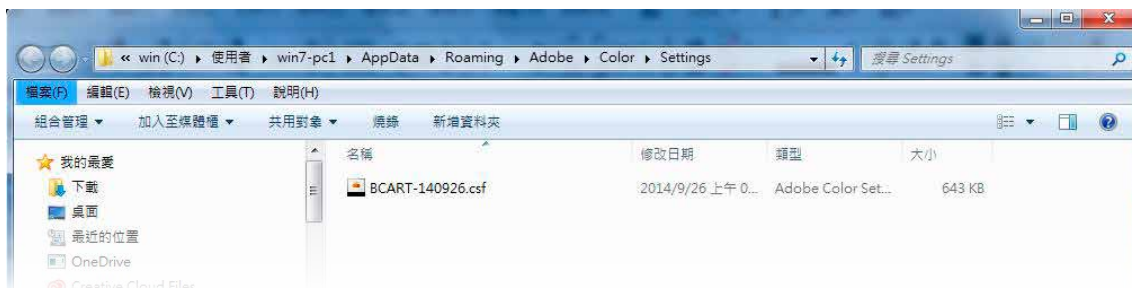 « win (C:) ▸ 使用者 ▸ win7-pc1 ▸ AppData ▸ Roaming ▸ Adobe ▸ Color ▸ Settings 搜尋 Settings
檔案(F) 編輯(E) 檢視(V) 工具(T) 說明(H)
組合管理 加入至媒體櫃 共用對象 燒錄 新增資料夾
我的最愛 名稱 修改日期 類型 大小
下載 BCART-140926.csf 2014/9/26 上午 0... Adobe Color Set... 643 KB
桌面
最近的位置
OneDrive
Creative Cloud Files